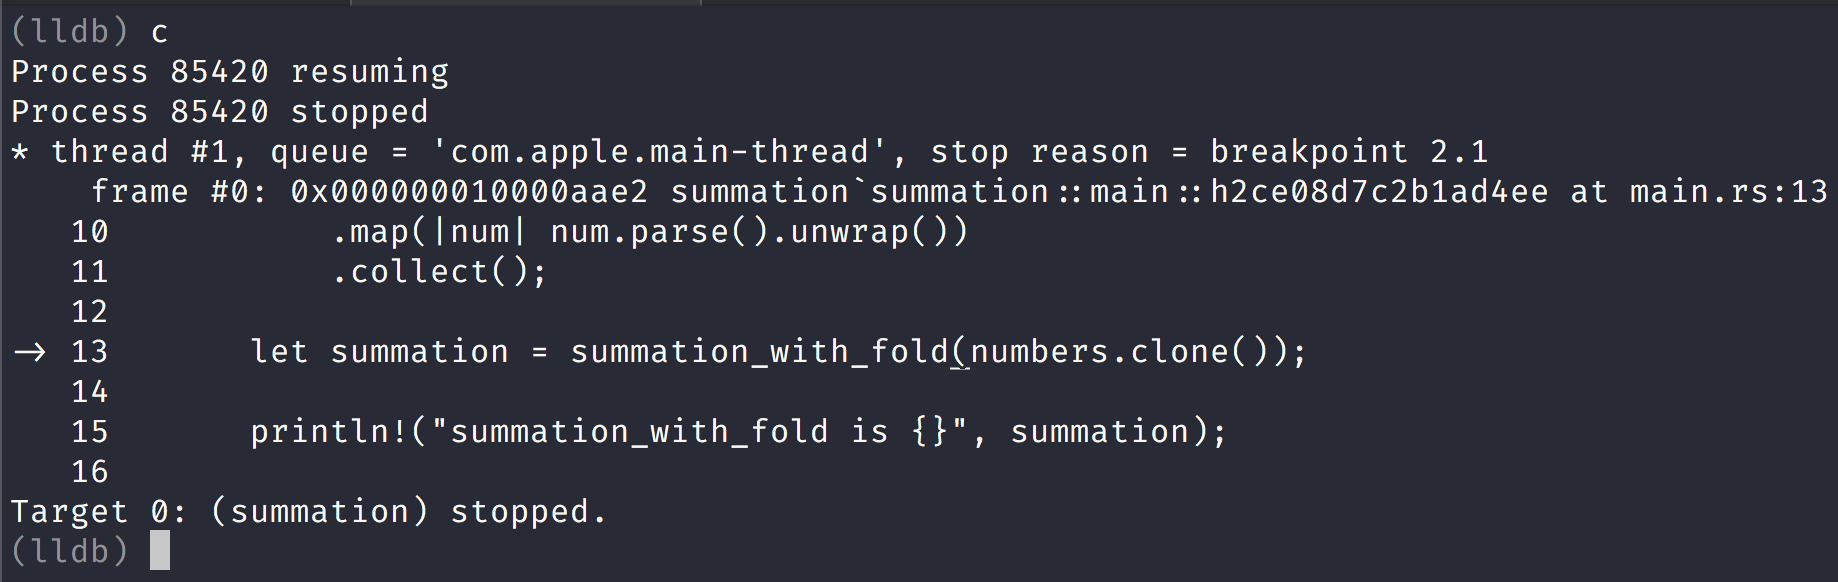 (lldb) c
Process 85420 resuming
Process 85420 stopped
* thread #1, queue = 'com.apple.main-thread', stop reason = breakpoint 2.1
    frame #0: 0x000000010000aae2 summation`summation::main::h2ce08d7c2b1ad4ee at main.rs:13
   10  	        .map(|num| num.parse().unwrap())
   11  	        .collect();
   12
-> 13  	    let summation = summation_with_fold(numbers.clone());
   14
   15  	    println!("summation_with_fold is {}", summation);
   16
Target 0: (summation) stopped.
(lldb)